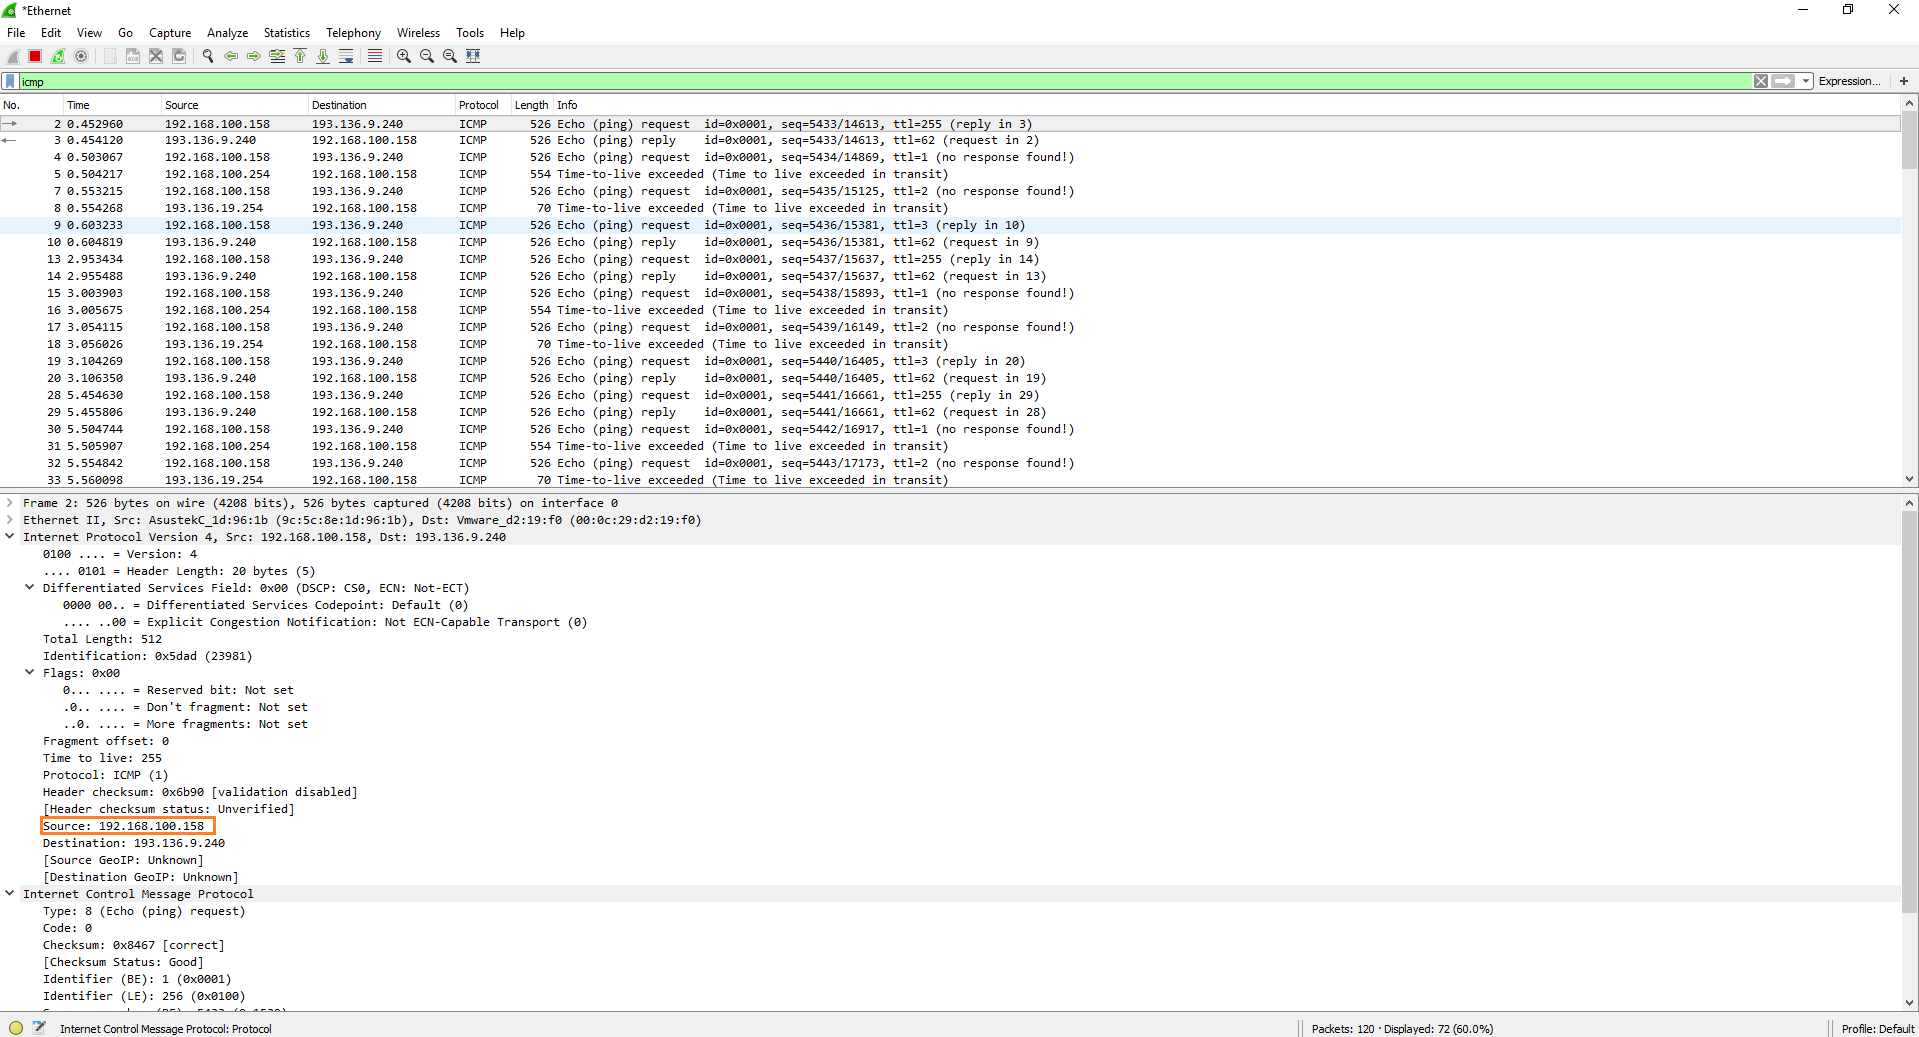 *Ethernet
File Edit View Go Capture Analyze Statistics Telephony Wireless Tools Help
icmp Expression... +
No. Time Source Destination Protocol Length Info
2 0.452960 192.168.100.158 193.136.9.240 ICMP 526 Echo (ping) request id=0x0001, seq=5433/14613, ttl=255 (reply in 3)
3 0.454120 193.136.9.240 192.168.100.158 ICMP 526 Echo (ping) reply id=0x0001, seq=5433/14613, ttl=62 (request in 2)
4 0.503067 192.168.100.158 193.136.9.240 ICMP 526 Echo (ping) request id=0x0001, seq=5434/14869, ttl=1 (no response found!)
5 0.504217 192.168.100.254 192.168.100.158 ICMP 554 Time-to-live exceeded (Time to live exceeded in transit)
7 0.553215 192.168.100.158 193.136.9.240 ICMP 526 Echo (ping) request id=0x0001, seq=5435/15125, ttl=2 (no response found!)
8 0.554268 193.136.19.254 192.168.100.158 ICMP 70 Time-to-live exceeded (Time to live exceeded in transit)
9 0.603233 192.168.100.158 193.136.9.240 ICMP 526 Echo (ping) request id=0x0001, seq=5436/15381, ttl=3 (reply in 10)
10 0.604819 193.136.9.240 192.168.100.158 ICMP 526 Echo (ping) reply id=0x0001, seq=5436/15381, ttl=62 (request in 9)
13 2.953434 192.168.100.158 193.136.9.240 ICMP 526 Echo (ping) request id=0x0001, seq=5437/15637, ttl=255 (reply in 14)
14 2.955488 193.136.9.240 192.168.100.158 ICMP 526 Echo (ping) reply id=0x0001, seq=5437/15637, ttl=62 (request in 13)
15 3.003903 192.168.100.158 193.136.9.240 ICMP 526 Echo (ping) request id=0x0001, seq=5438/15893, ttl=1 (no response found!)
16 3.005675 192.168.100.254 192.168.100.158 ICMP 554 Time-to-live exceeded (Time to live exceeded in transit)
17 3.054115 192.168.100.158 193.136.9.240 ICMP 526 Echo (ping) request id=0x0001, seq=5439/16149, ttl=2 (no response found!)
18 3.056026 193.136.19.254 192.168.100.158 ICMP 70 Time-to-live exceeded (Time to live exceeded in transit)
19 3.104269 192.168.100.158 193.136.9.240 ICMP 526 Echo (ping) request id=0x0001, seq=5440/16405, ttl=3 (reply in 20)
20 3.106350 193.136.9.240 192.168.100.158 ICMP 526 Echo (ping) reply id=0x0001, seq=5440/16405, ttl=62 (request in 19)
28 5.454630 192.168.100.158 193.136.9.240 ICMP 526 Echo (ping) request id=0x0001, seq=5441/16661, ttl=255 (reply in 29)
29 5.455806 193.136.9.240 192.168.100.158 ICMP 526 Echo (ping) reply id=0x0001, seq=5441/16661, ttl=62 (request in 28)
30 5.504744 192.168.100.158 193.136.9.240 ICMP 526 Echo (ping) request id=0x0001, seq=5442/16917, ttl=1 (no response found!)
31 5.505907 192.168.100.254 192.168.100.158 ICMP 554 Time-to-live exceeded (Time to live exceeded in transit)
32 5.554842 192.168.100.158 193.136.9.240 ICMP 526 Echo (ping) request id=0x0001, seq=5443/17173, ttl=2 (no response found!)
33 5.560098 193.136.19.254 192.168.100.158 ICMP 70 Time-to-live exceeded (Time to live exceeded in transit)
Frame 2: 526 bytes on wire (4208 bits), 526 bytes captured (4208 bits) on interface 0
Ethernet II, Src: AsustekC_1d:96:1b (9c:5c:8e:1d:96:1b), Dst: Vmware_d2:19:f0 (00:0c:29:d2:19:f0)
Internet Protocol Version 4, Src: 192.168.100.158, Dst: 193.136.9.240
0100 .... = Version: 4
.... 0101 = Header Length: 20 bytes (5)
Differentiated Services Field: 0x00 (DSCP: CS0, ECN: Not-ECT)
0000 00.. = Differentiated Services Codepoint: Default (0)
.... ..00 = Explicit Congestion Notification: Not ECN-Capable Transport (0)
Total Length: 512
Identification: 0x5dad (23981)
Flags: 0x00
0... .... = Reserved bit: Not set
.0.. .... = Don't fragment: Not set
..0. .... = More fragments: Not set
Fragment offset: 0
Time to live: 255
Protocol: ICMP (1)
Header checksum: 0x6b90 [validation disabled]
[Header checksum status: Unverified]
Source: 192.168.100.158
Destination: 193.136.9.240
[Source GeoIP: Unknown]
[Destination GeoIP: Unknown]
Internet Control Message Protocol
Type: 8 (Echo (ping) request)
Code: 0
Checksum: 0x8467 [correct]
[Checksum Status: Good]
Identifier (BE): 1 (0x0001)
Identifier (LE): 256 (0x0100)
Internet Control Message Protocol: Protocol Packets: 120 · Displayed: 72 (60.0%) Profile: Default